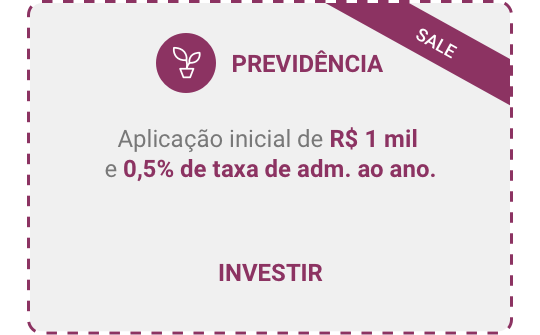 SALE
PREVIDÊNCIA
Aplicação inicial de R$ 1 mil
e 0,5% de taxa de adm. ao ano.
INVESTIR